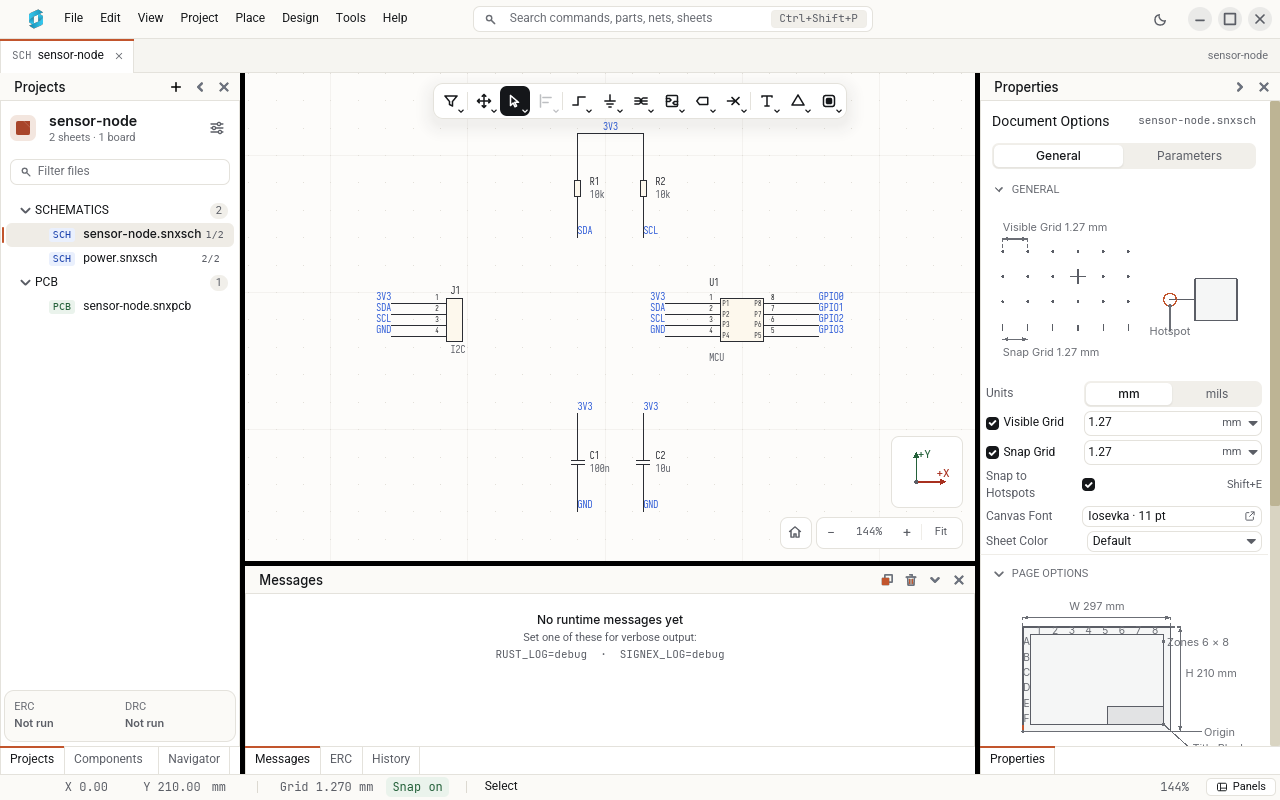 File Edit View Project Place Design Tools Help
Search commands, parts, nets, sheets Ctrl+Shift+P
SCH sensor-node
sensor-node
Projects
sensor-node
2 sheets · 1 board
Filter files
SCHEMATICS 2
SCH sensor-node.snxsch 1/2
SCH power.snxsch 2/2
PCB 1
PCB sensor-node.snxpcb
ERC DRC
Not run Not run
Projects Components Navigator
3V3
R1 R2
10k 10k
SDA SCL
J1
3V3 1
SDA 2
SCL 3
GND 4
I2C
U1
3V3 1 P1 P8 8 GPIO0
SDA 2 P2 P7 7 GPIO1
SCL 3 P3 P6 6 GPIO2
GND 4 P4 P5 5 GPIO3
MCU
3V3 3V3
C1 C2
100n 10u
GND GND
+Y
+X
− 144% + Fit
Messages
No runtime messages yet
Set one of these for verbose output:
RUST_LOG=debug · SIGNEX_LOG=debug
Messages ERC History
Properties
Document Options sensor-node.snxsch
General Parameters
GENERAL
Visible Grid 1.27 mm
Hotspot
Snap Grid 1.27 mm
Units mm mils
Visible Grid 1.27 mm
Snap Grid 1.27 mm
Snap to
Hotspots Shift+E
Canvas Font Iosevka · 11 pt
Sheet Color Default
PAGE OPTIONS
W 297 mm
1 2 3 4 5 6 7 8
A Zones 6 × 8
B
C H 210 mm
D
E
F
Origin
Properties
X 0.00 Y 210.00 mm Grid 1.270 mm Snap on Select 144% Panels